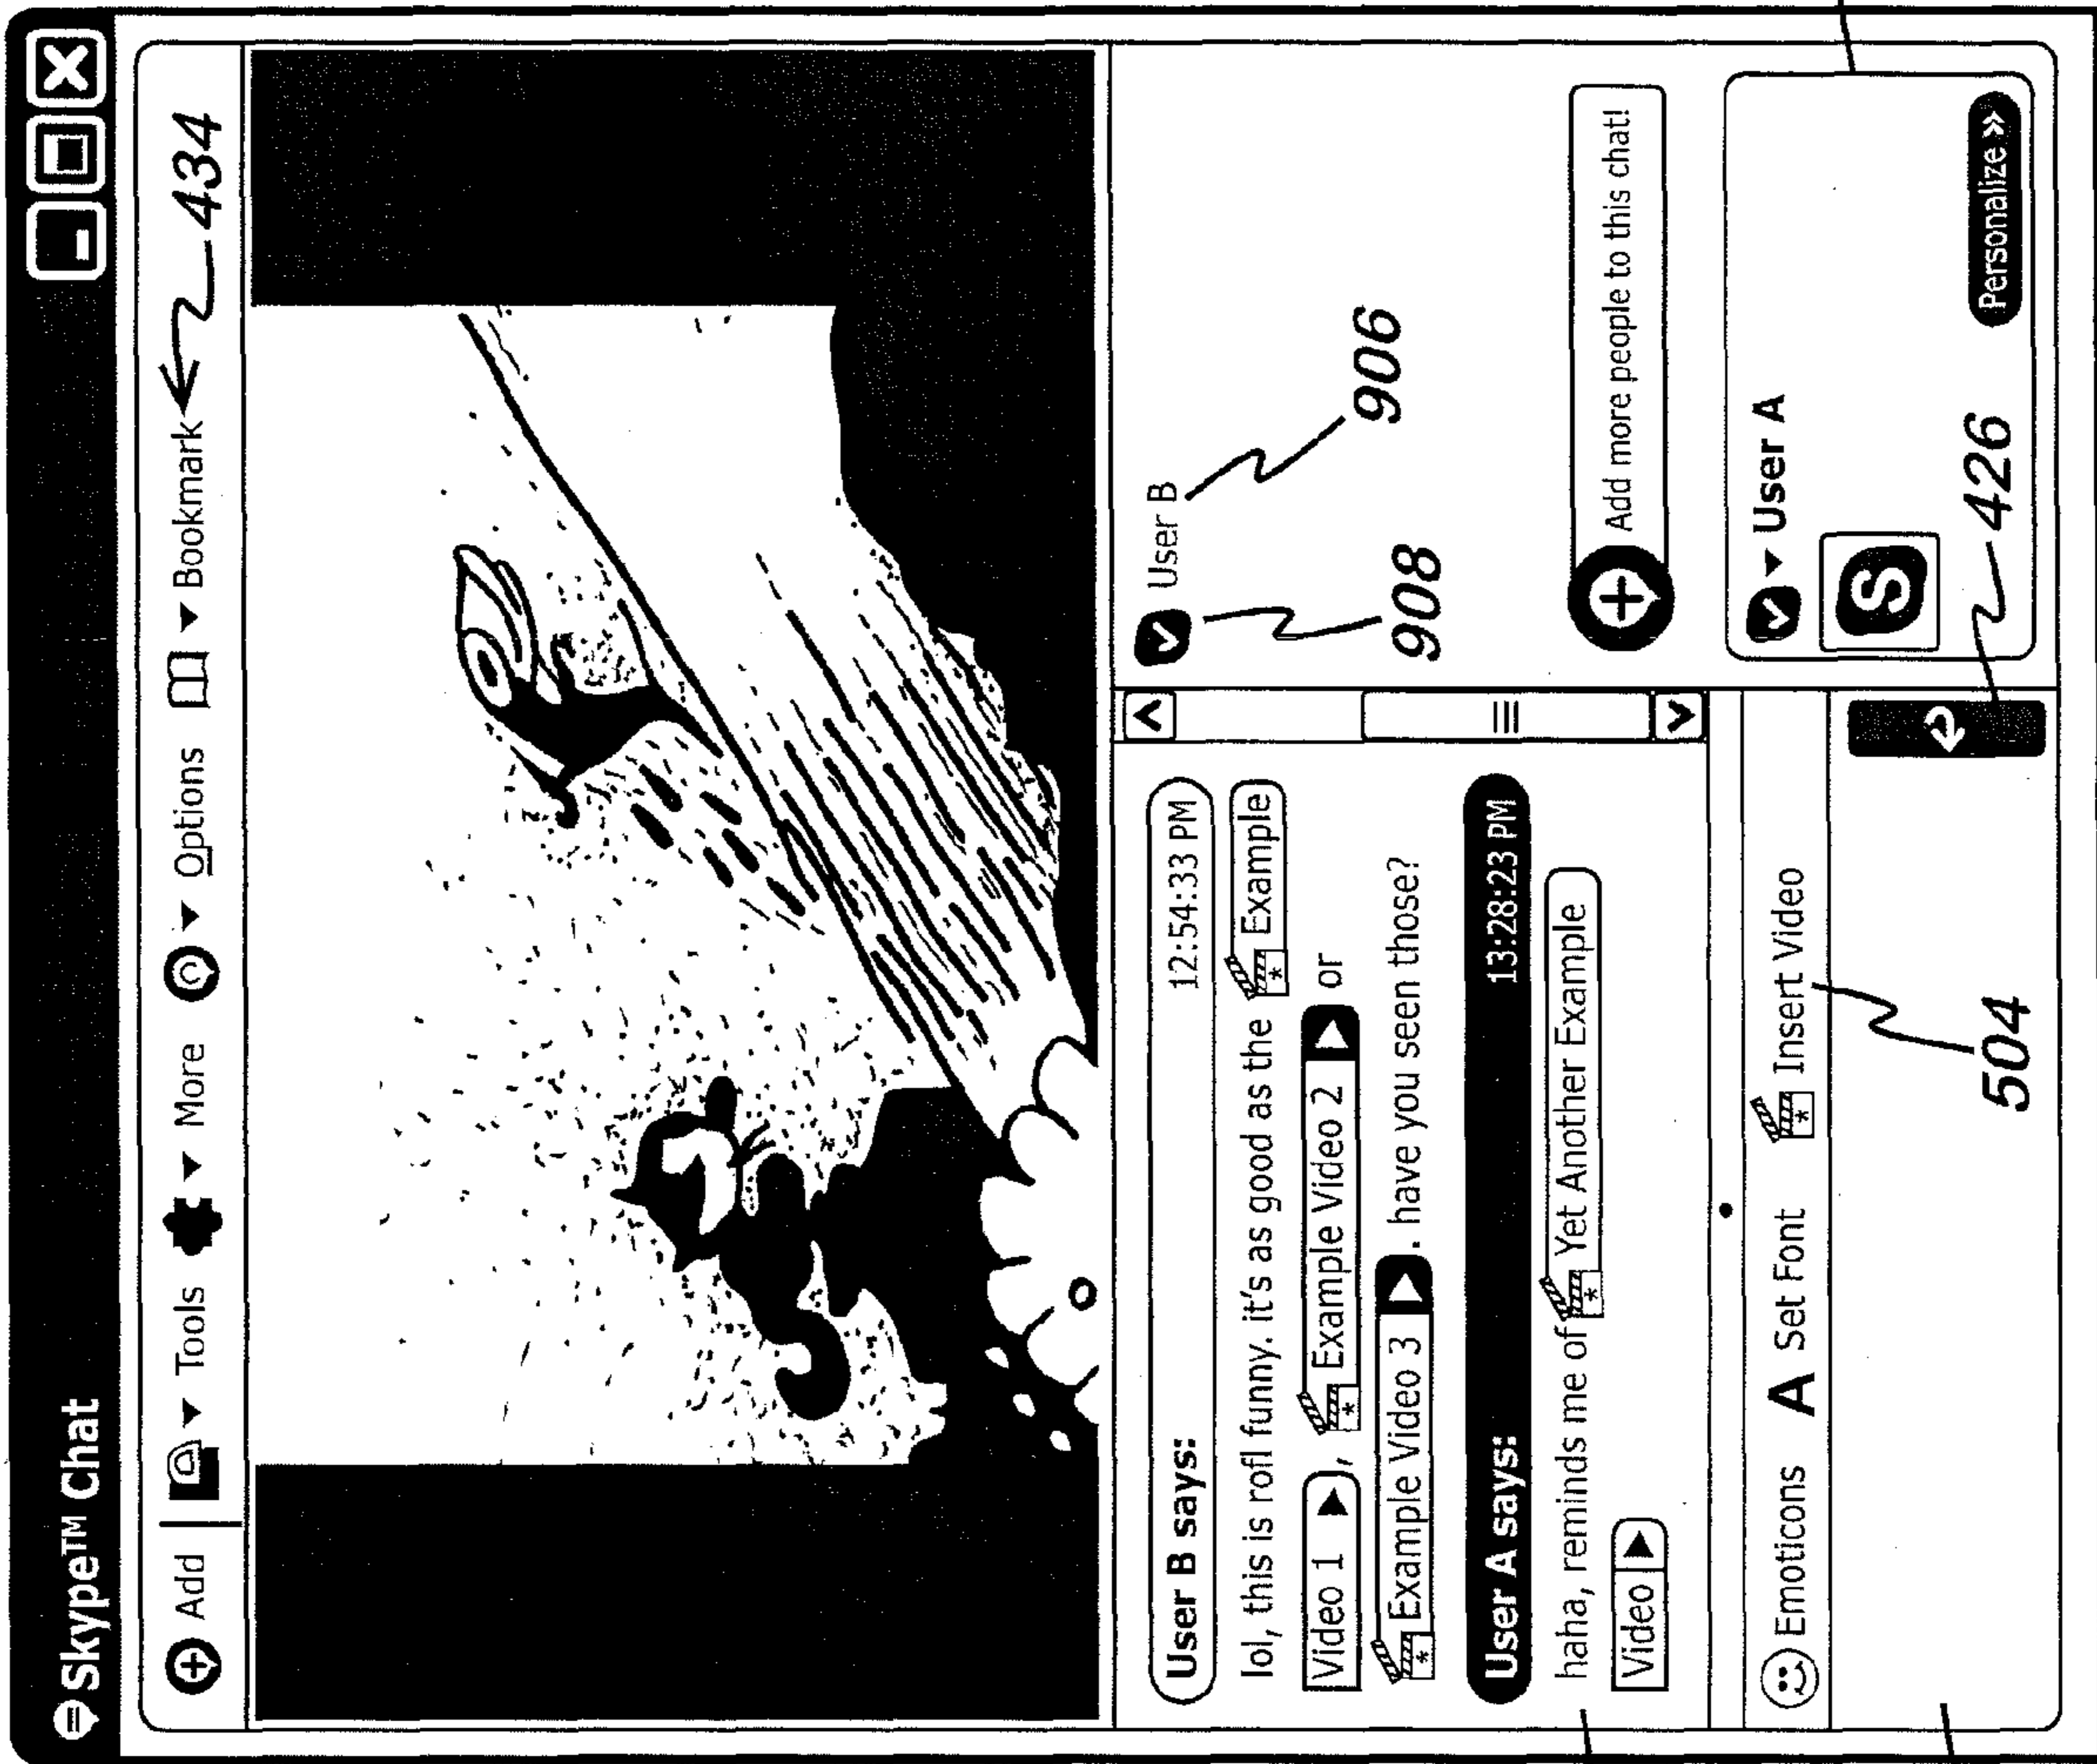 Skype™ Chat
Add Tools More Options Bookmark 434
User B says: 12:54:33 PM
lol, this is rofl funny. it's as good as the Example
Video 1, Example Video 2 or
Example Video 3. have you seen those?
User A says: 13:28:23 PM
haha, reminds me of Yet Another Example
Video
User B
906
908
Add more people to this chat!
User A
S
Personalize »
426
Emoticons A Set Font Insert Video
504